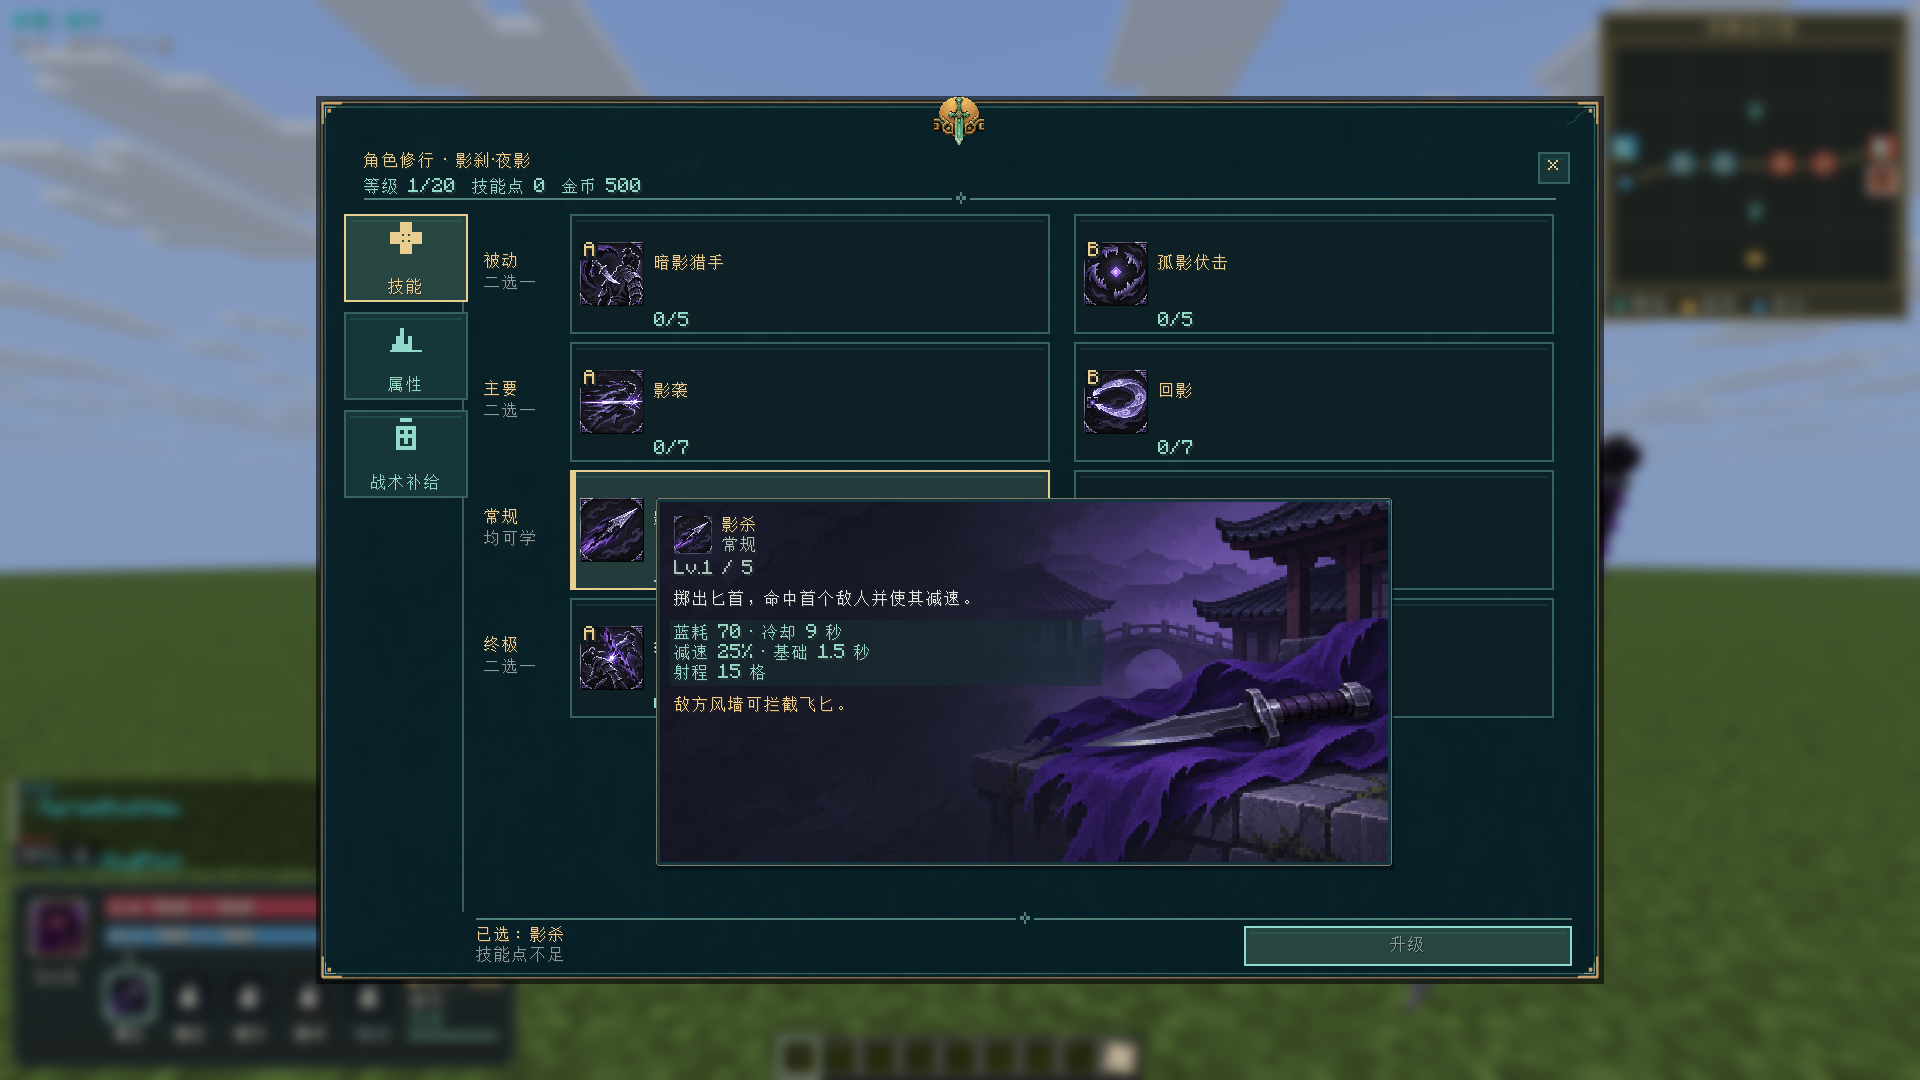 角色修行 · 影刹·夜影
等级 1/20 技能点 0 金币 500
×
技能
属性
战术补给
被动
二选一
A
暗影猎手
0/5
B
孤影伏击
0/5
主要
二选一
A
影袭
0/7
B
回影
0/7
常规
均可学
终极
二选一
A
影杀
常规
Lv.1 / 5
掷出匕首，命中首个敌人并使其减速。
蓝耗 70 · 冷却 9 秒
减速 25% · 基础 1.5 秒
射程 15 格
敌方风墙可拦截飞匕。
已选：影杀
技能点不足
升级